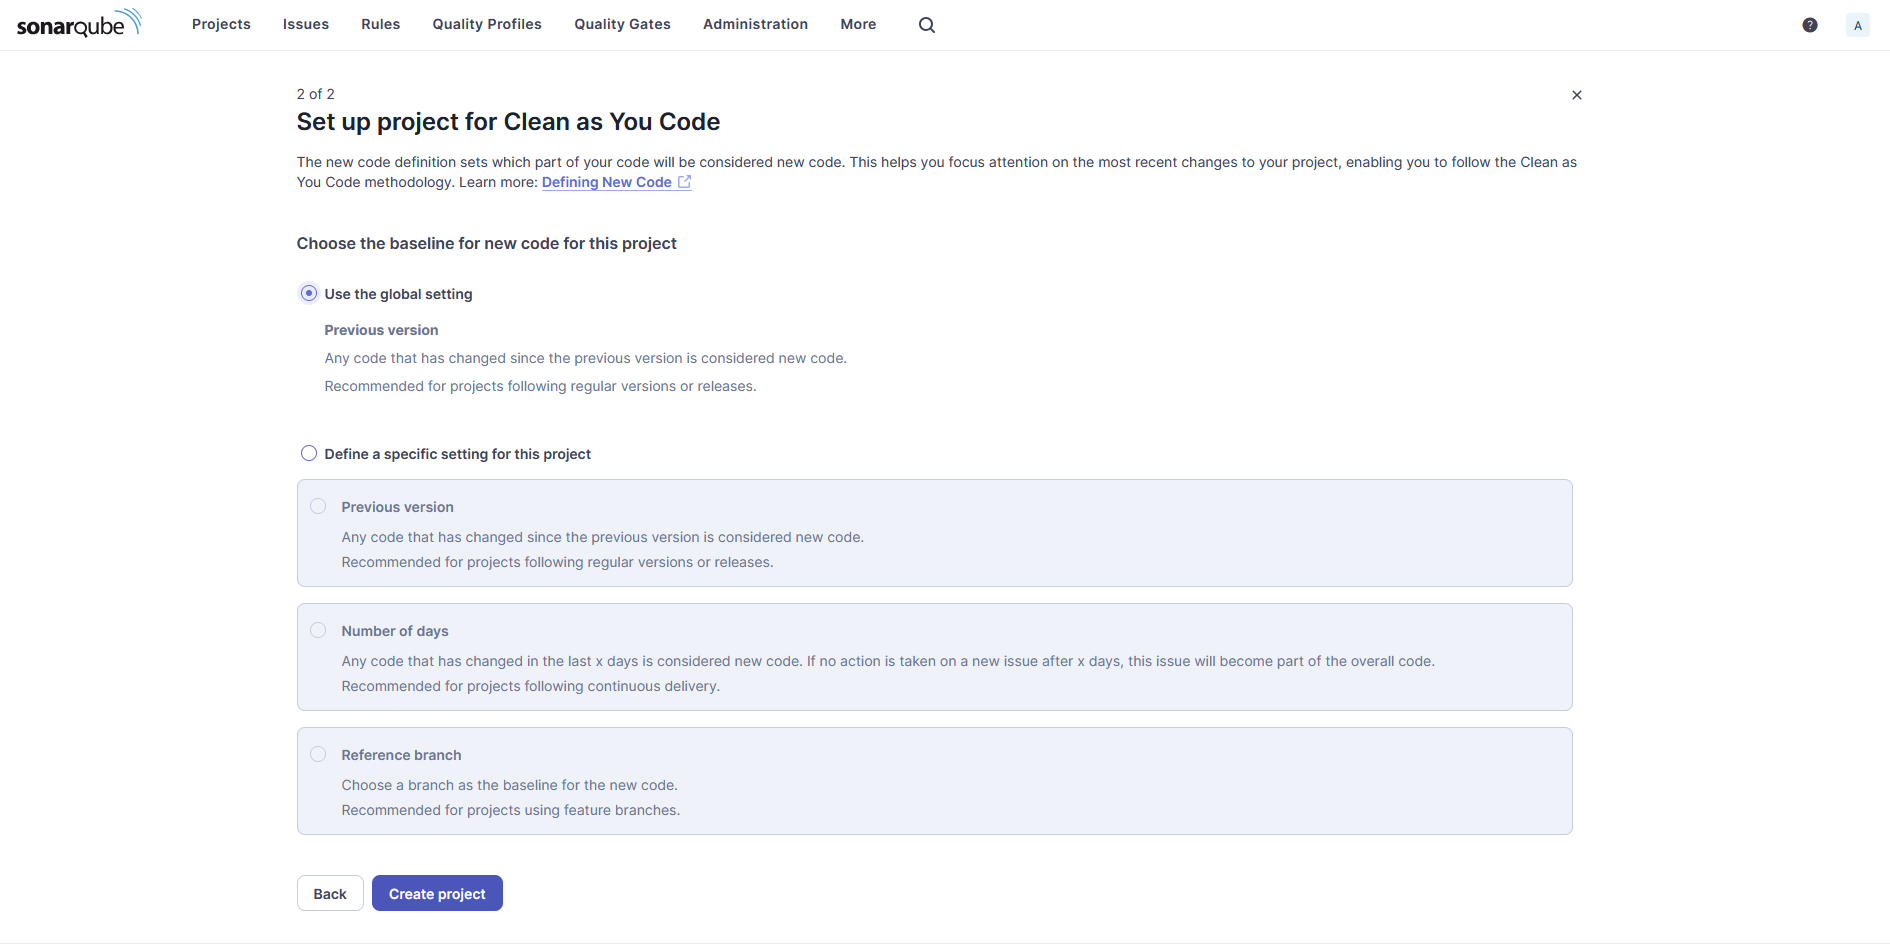 sonarqube Projects Issues Rules Quality Profiles Quality Gates Administration More ? A
2 of 2
Set up project for Clean as You Code
The new code definition sets which part of your code will be considered new code. This helps you focus attention on the most recent changes to your project, enabling you to follow the Clean as
You Code methodology. Learn more: Defining New Code
Choose the baseline for new code for this project
Use the global setting
Previous version
Any code that has changed since the previous version is considered new code.
Recommended for projects following regular versions or releases.
Define a specific setting for this project
Previous version
Any code that has changed since the previous version is considered new code.
Recommended for projects following regular versions or releases.
Number of days
Any code that has changed in the last x days is considered new code. If no action is taken on a new issue after x days, this issue will become part of the overall code.
Recommended for projects following continuous delivery.
Reference branch
Choose a branch as the baseline for the new code.
Recommended for projects using feature branches.
Back Create project